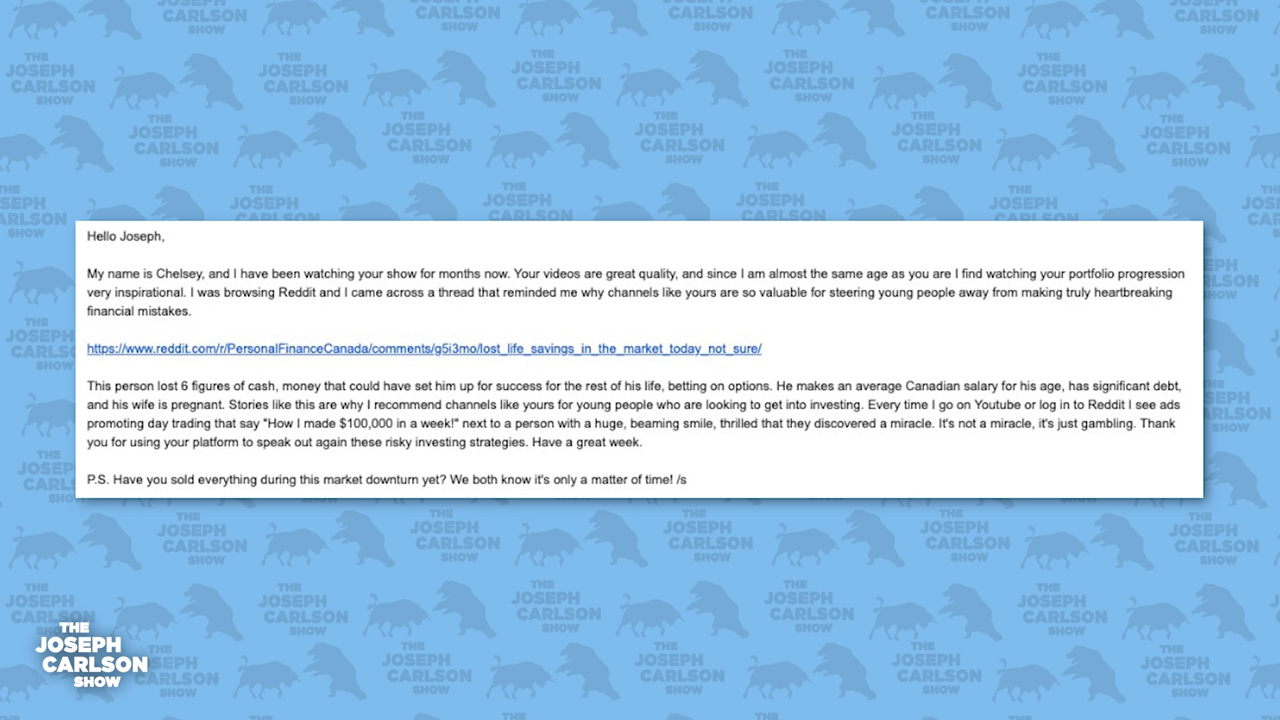 Hello Joseph,
My name is Chelsey, and I have been watching your show for months now. Your videos are great quality, and since I am almost the same age as you are I find watching your portfolio progression
very inspirational. I was browsing Reddit and I came across a thread that reminded me why channels like yours are so valuable for steering young people away from making truly heartbreaking
financial mistakes.
https://www.reddit.com/r/PersonalFinanceCanada/comments/g5i3mo/lost_life_savings_in_the_market_today_not_sure/
This person lost 6 figures of cash, money that could have set him up for success for the rest of his life, betting on options. He makes an average Canadian salary for his age, has significant debt,
and his wife is pregnant. Stories like this are why I recommend channels like yours for young people who are looking to get into investing. Every time I go on Youtube or log in to Reddit I see ads
promoting day trading that say "How I made $100,000 in a week!" next to a person with a huge, beaming smile, thrilled that they discovered a miracle. It's not a miracle, it's just gambling. Thank
you for using your platform to speak out again these risky investing strategies. Have a great week.
P.S. Have you sold everything during this market downturn yet? We both know it's only a matter of time! /s
THE
JOSEPH
CARLSON
SHOW